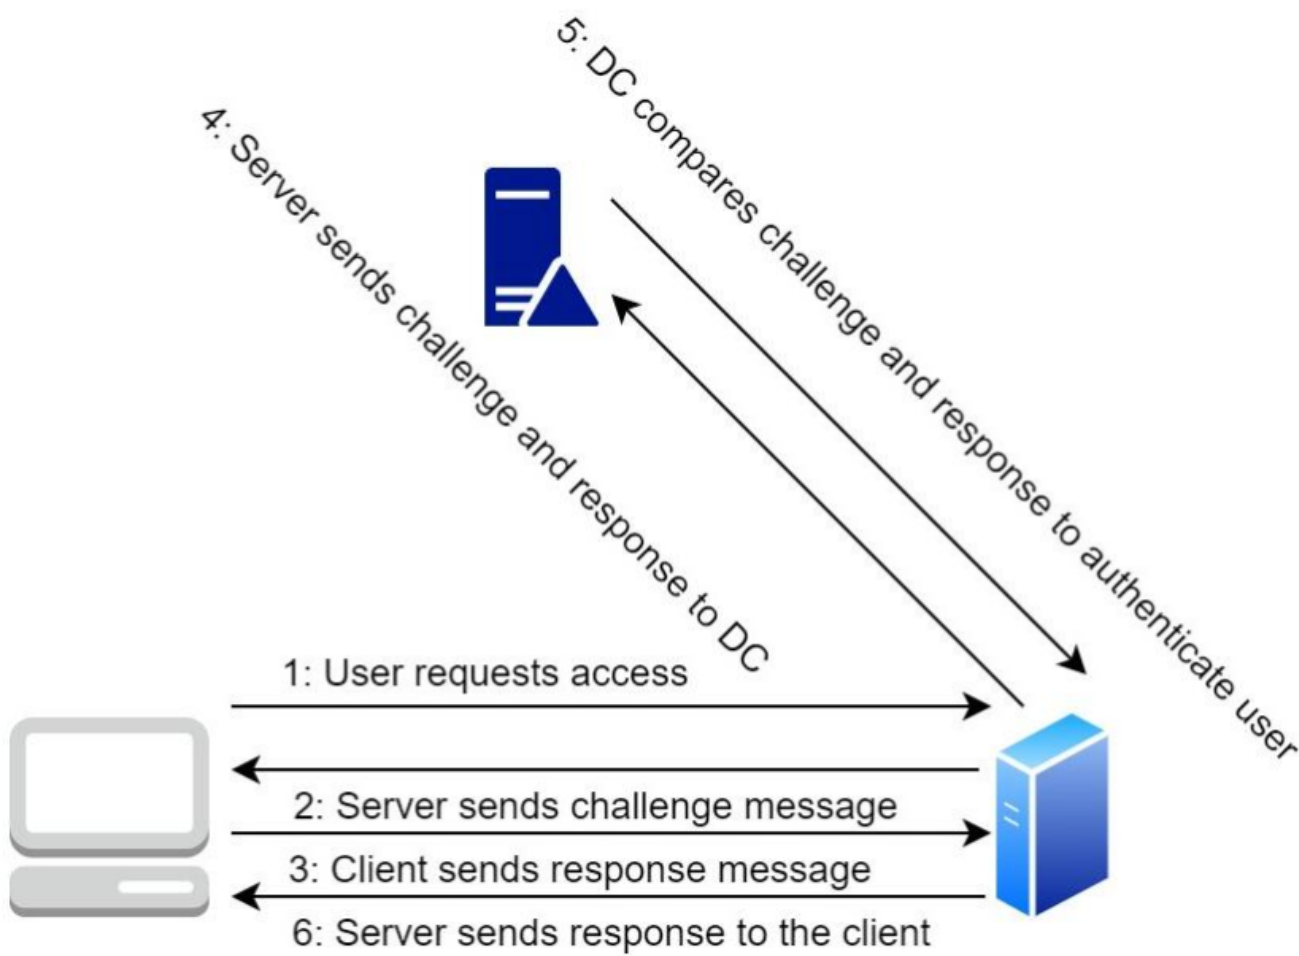 5: DC compares challenge and response to authenticate user
4: Server sends challenge and response to DC
1: User requests access
2: Server sends challenge message
3: Client sends response message
6: Server sends response to the client